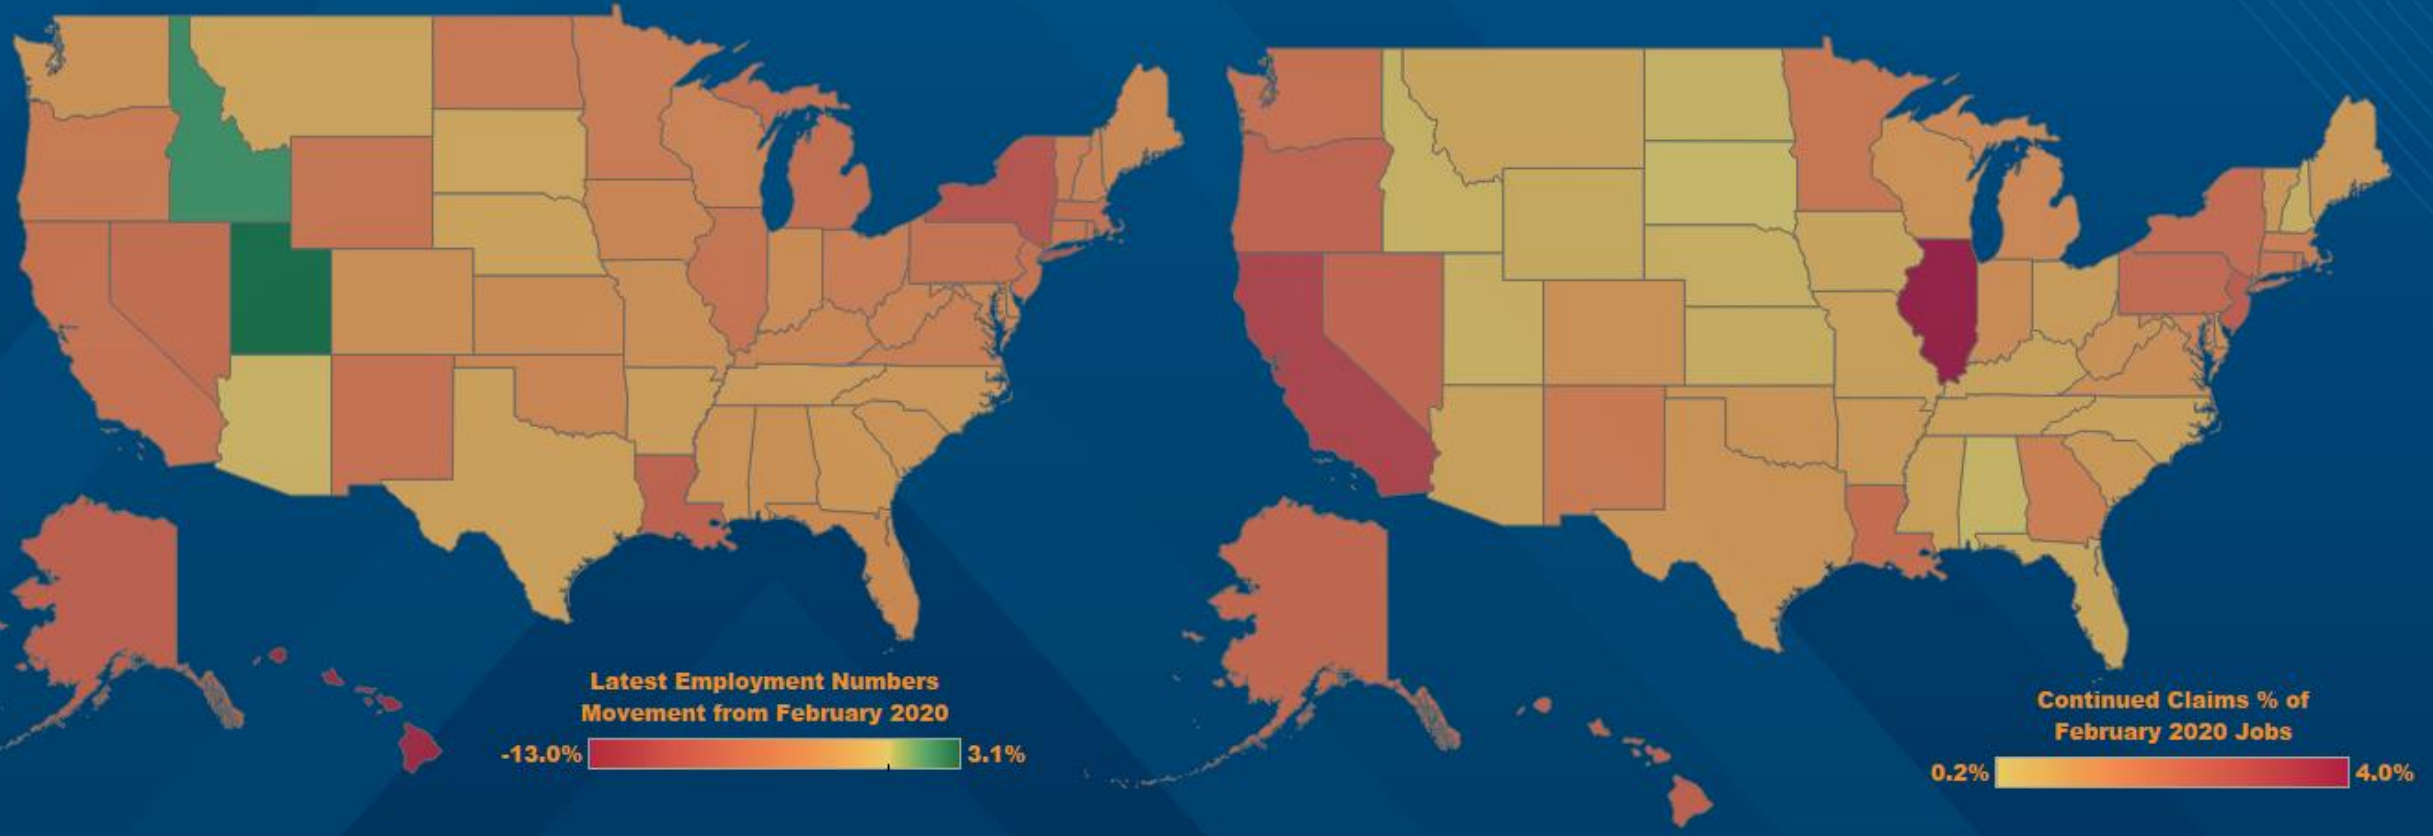 Latest Employment Numbers
Movement from February 2020
-13.0% 3.1%
Continued Claims % of
February 2020 Jobs
0.2% 4.0%